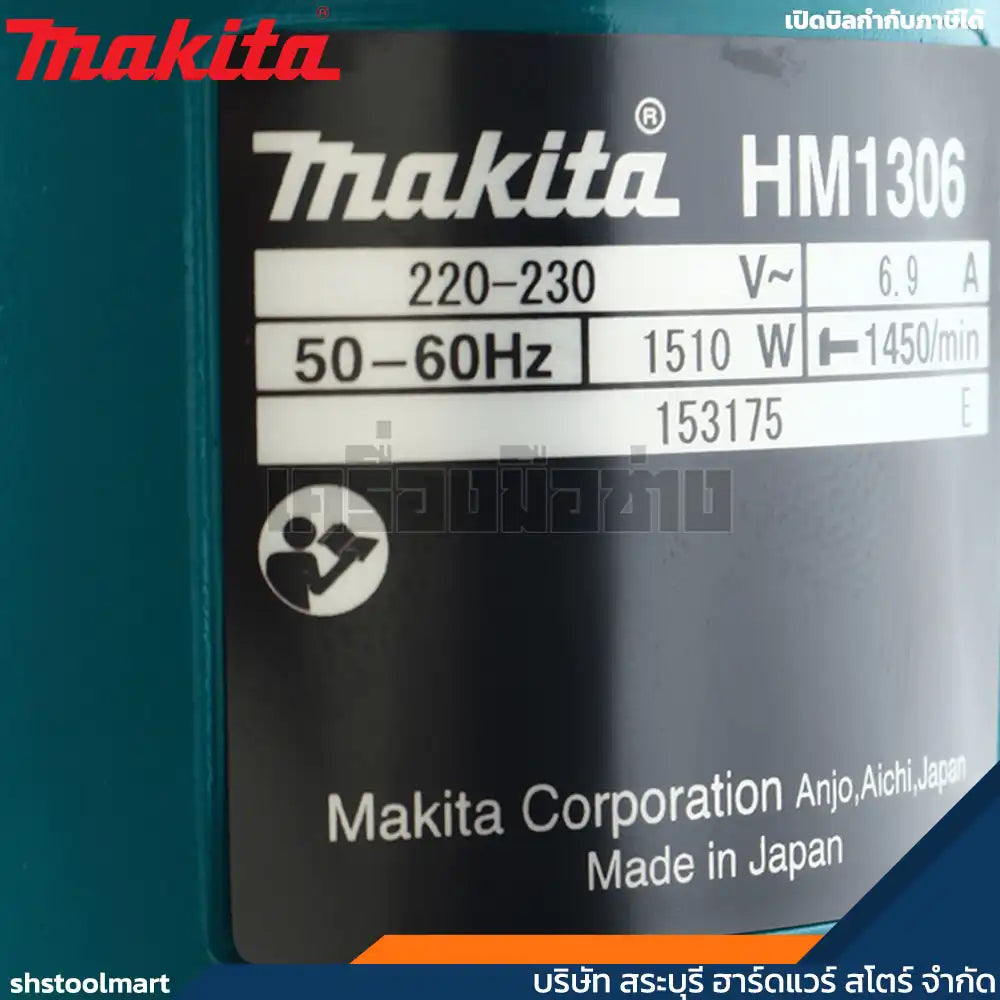 makita®
เปิดบิลกำกับภาษีได้
makita® HM1306
220-230 V~ 6.9 A
50-60Hz 1510 W 1450/min
153175 E
เครื่องมือช่าง
Makita Corporation Anjo,Aichi,Japan
Made in Japan
shstoolmart
บริษัท สระบุรี ฮาร์ดแวร์ สโตร์ จำกัด